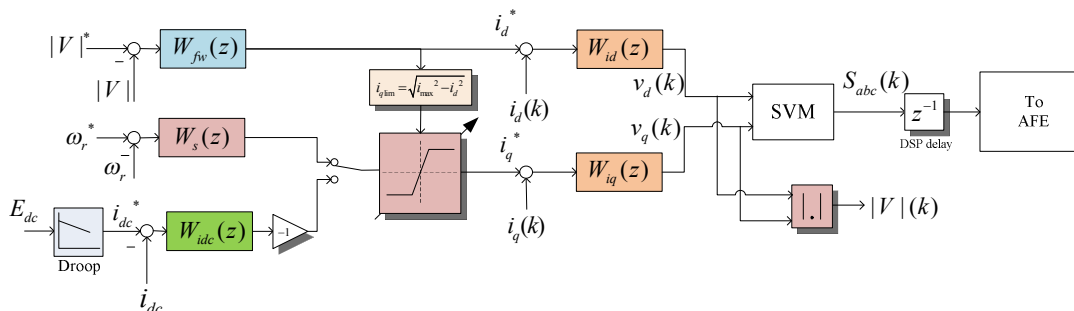 |V|*
−
|V|
W_fw(z)
i_d*
W_id(z)
i_qlim = √(i_max² − i_d²)
i_d(k)
v_d(k)
S_abc(k)
ω_r*
−
ω_r
W_s(z)
i_q*
v_q(k)
SVM
z⁻¹
DSP delay
To
AFE
W_iq(z)
E_dc
i_dc*
−
W_idc(z)
-1
i_q(k)
|.|
|V|(k)
Droop
i_dc